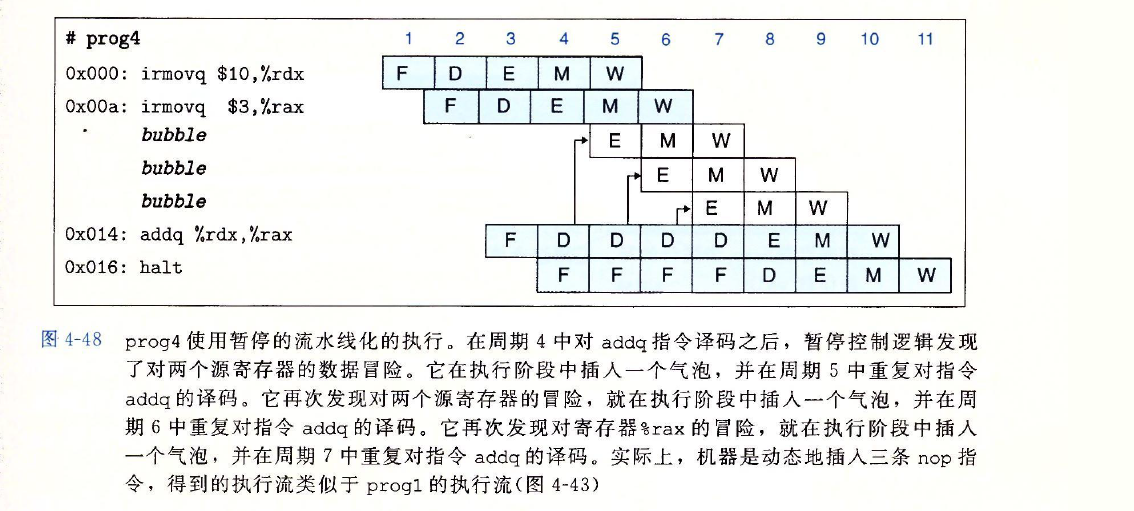 # prog4 1 2 3 4 5 6 7 8 9 10 11
0x000: irmovq $10,%rdx F D E M W
0x00a: irmovq $3,%rax F D E M W
bubble E M W
bubble E M W
bubble E M W
0x014: addq %rdx,%rax F D D D D E M W
0x016: halt F F F F D E M W
图 4-48 prog4 使用暂停的流水线化的执行。在周期 4 中对 addq 指令译码之后，暂停控制逻辑发现
了对两个源寄存器的数据冒险。它在执行阶段中插入一个气泡，并在周期 5 中重复对指令
addq 的译码。它再次发现对两个源寄存器的冒险，就在执行阶段中插入一个气泡，并在周
期 6 中重复对指令 addq 的译码。它再次发现对寄存器%rax 的冒险，就在执行阶段中插入
一个气泡，并在周期 7 中重复对指令 addq 的译码。实际上，机器是动态地插入三条 nop 指
令，得到的执行流类似于 prog1 的执行流(图 4-43)